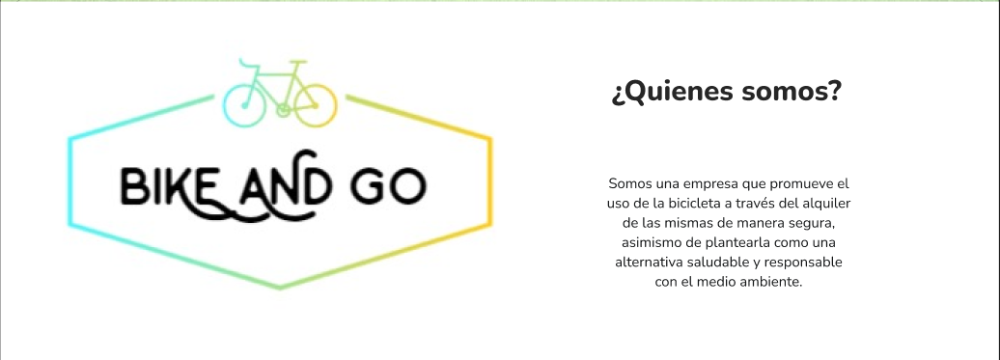 BIKE AND GO
¿Quienes somos?
Somos una empresa que promueve el
uso de la bicicleta a través del alquiler
de las mismas de manera segura,
asimismo de plantearla como una
alternativa saludable y responsable
con el medio ambiente.